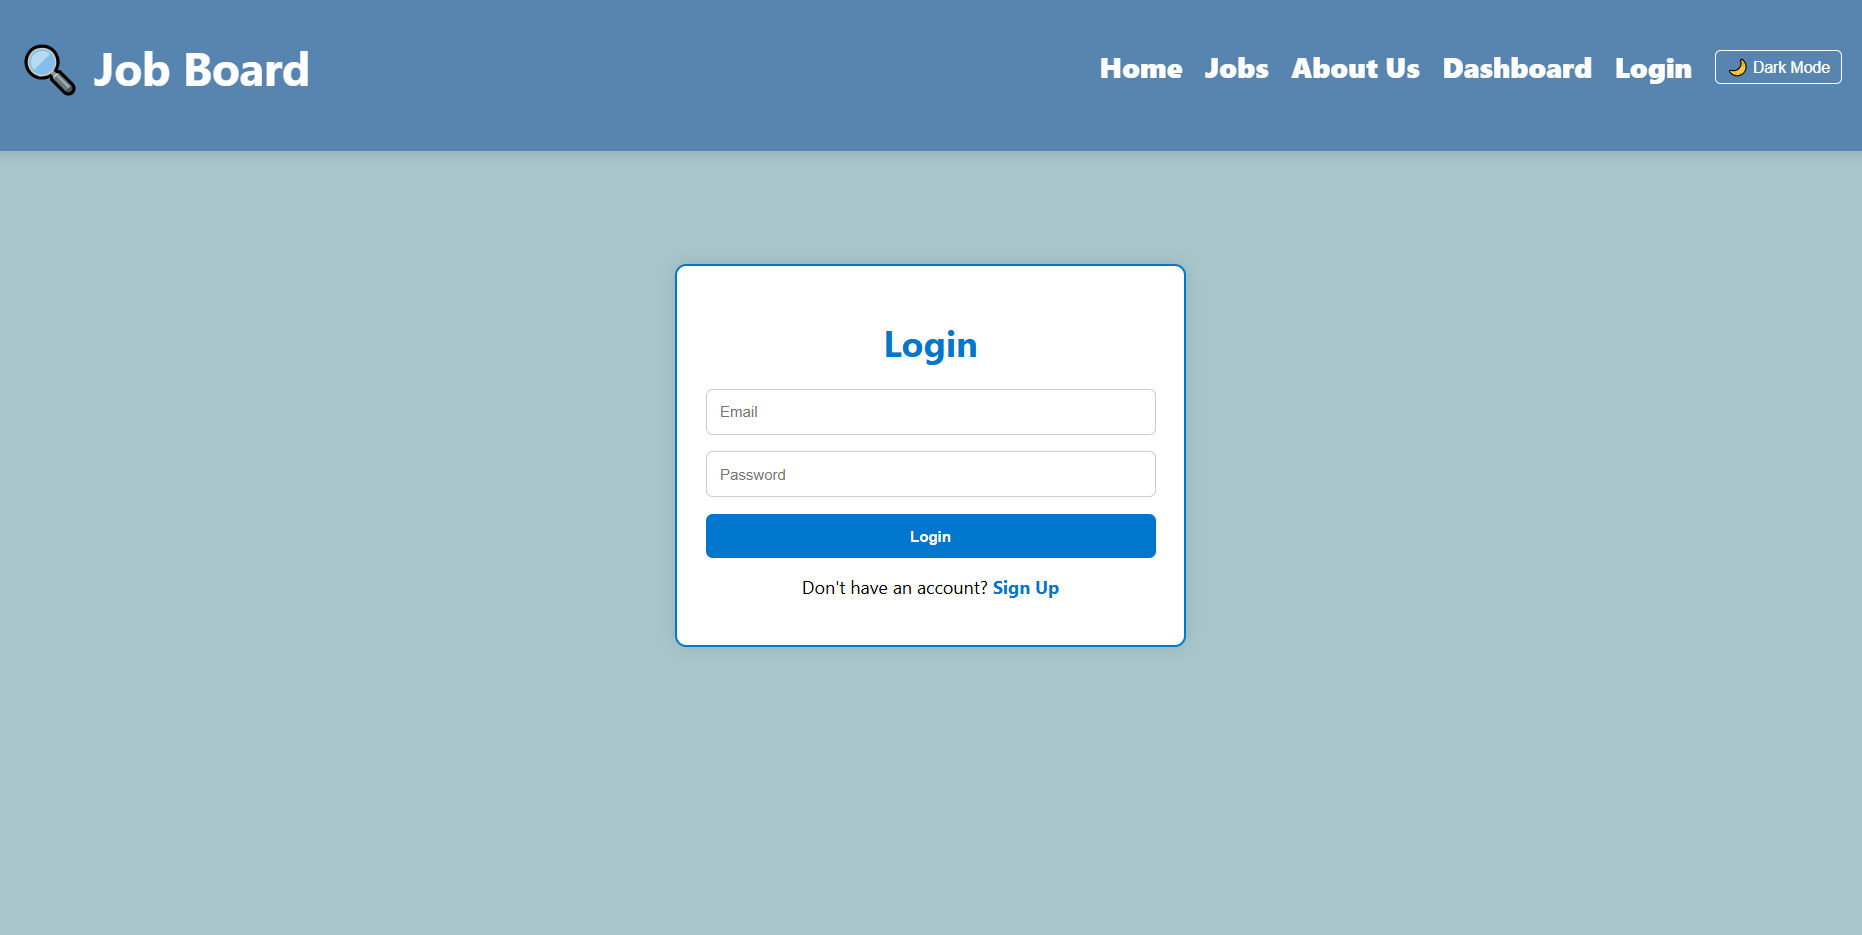 Job Board
Home Jobs About Us Dashboard Login 🌙 Dark Mode
Login
Email
Password
Login
Don't have an account? Sign Up